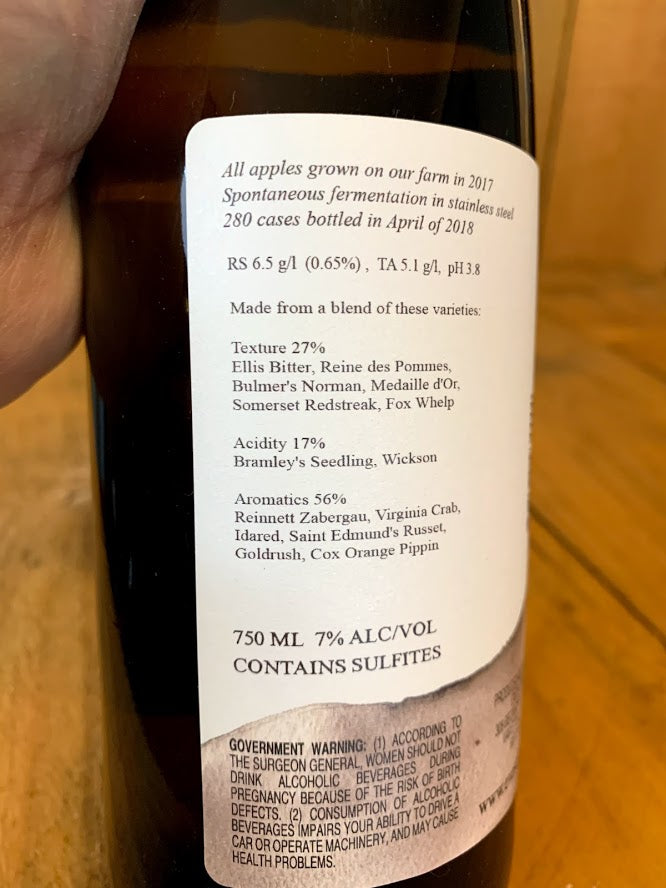 All apples grown on our farm in 2017
Spontaneous fermentation in stainless steel
280 cases bottled in April of 2018
RS 6.5 g/l (0.65%) , TA 5.1 g/l, pH 3.8
Made from a blend of these varieties:
Texture 27%
Ellis Bitter, Reine des Pommes,
Bulmer's Norman, Medaille d'Or,
Somerset Redstreak, Fox Whelp
Acidity 17%
Bramley's Seedling, Wickson
Aromatics 56%
Reinnett Zabergau, Virginia Crab,
Idared, Saint Edmund's Russet,
Goldrush, Cox Orange Pippin
750 ML 7% ALC/VOL
CONTAINS SULFITES
GOVERNMENT WARNING: (1) ACCORDING TO
THE SURGEON GENERAL, WOMEN SHOULD NOT
DRINK ALCOHOLIC BEVERAGES DURING
PREGNANCY BECAUSE OF THE RISK OF BIRTH
DEFECTS. (2) CONSUMPTION OF ALCOHOLIC
BEVERAGES IMPAIRS YOUR ABILITY TO DRIVE A
CAR OR OPERATE MACHINERY, AND MAY CAUSE
HEALTH PROBLEMS.